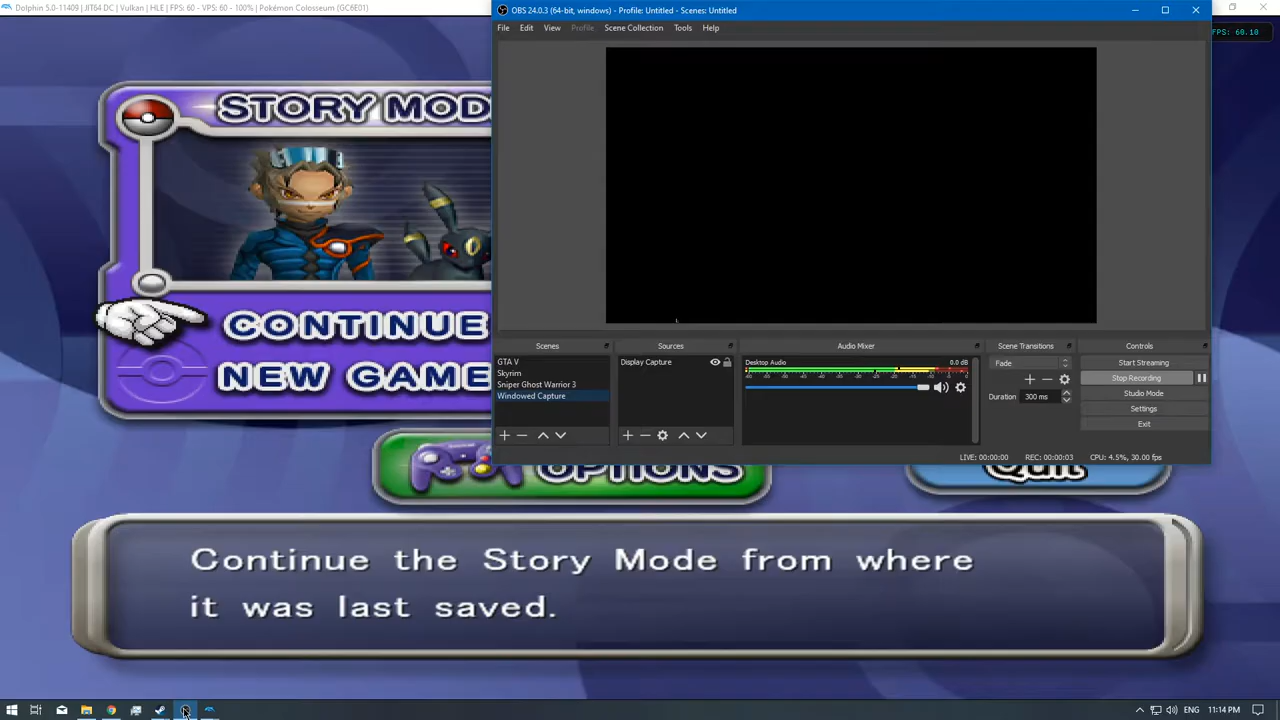 Dolphin 5.0-11409 | JIT64 DC | Vulkan | HLE | FPS: 60 - VPS: 60 - 100% | Pokémon Colosseum (GC6E01)
OBS 24.0.3 (64-bit, windows) - Profile: Untitled - Scenes: Untitled
File Edit View Profile Scene Collection Tools Help
FPS: 60.10
STORY MOD
CONTINUE
NEW GAME
Scenes
GTA V
Skyrim
Sniper Ghost Warrior 3
Windowed Capture
Sources
Display Capture
Audio Mixer
Desktop Audio 0.0 dB
Scene Transitions
Fade
Duration 300 ms
Controls
Start Streaming
Stop Recording
Studio Mode
Settings
Exit
LIVE: 00:00:00 REC: 00:00:03 CPU: 4.5%, 30.00 fps
OPTIONS
Quit
Continue the Story Mode from where
it was last saved.
ENG 11:14 PM